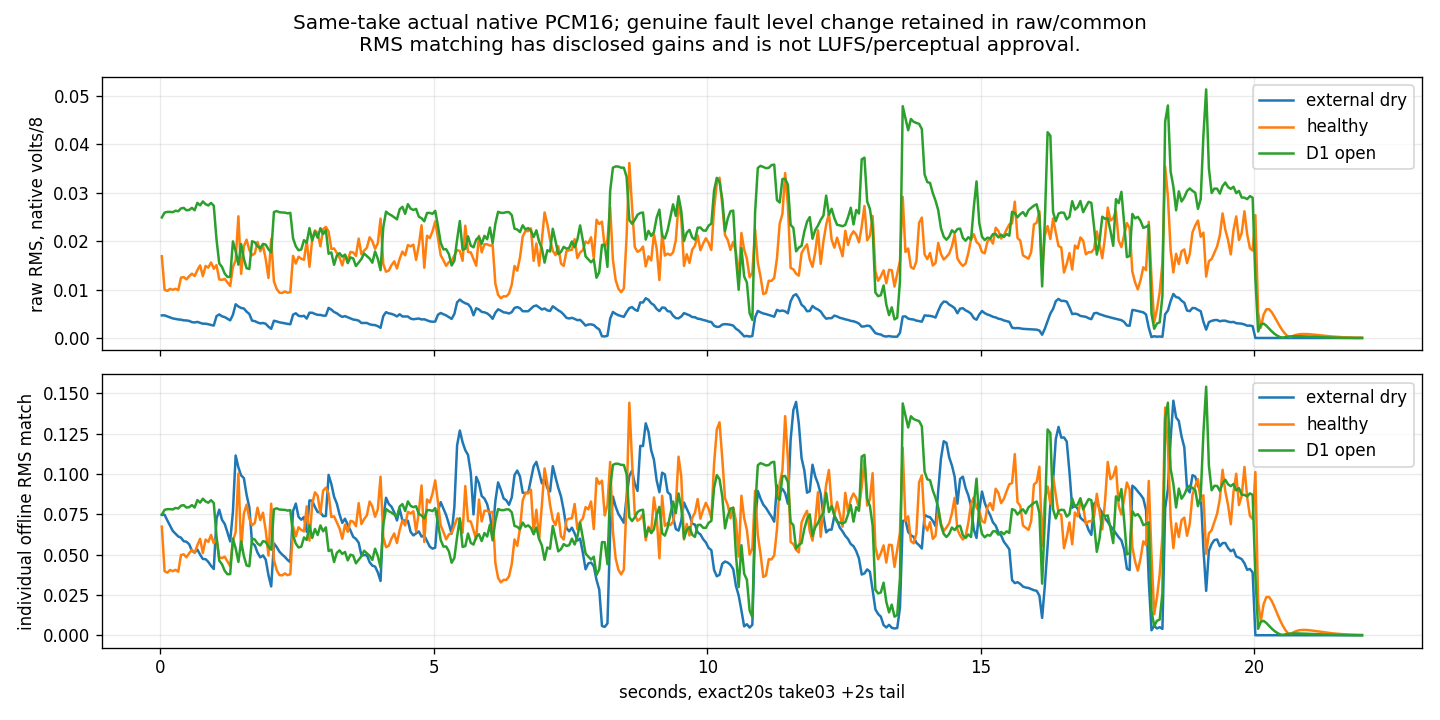 Same-take actual native PCM16; genuine fault level change retained in raw/common
RMS matching has disclosed gains and is not LUFS/perceptual approval.
raw RMS, native volts/8
0.05
0.04
0.03
0.02
0.01
0.00
external dry
healthy
D1 open
individual offline RMS match
0.150
0.125
0.100
0.075
0.050
0.025
0.000
external dry
healthy
D1 open
0
5
10
15
20
seconds, exact20s take03 +2s tail